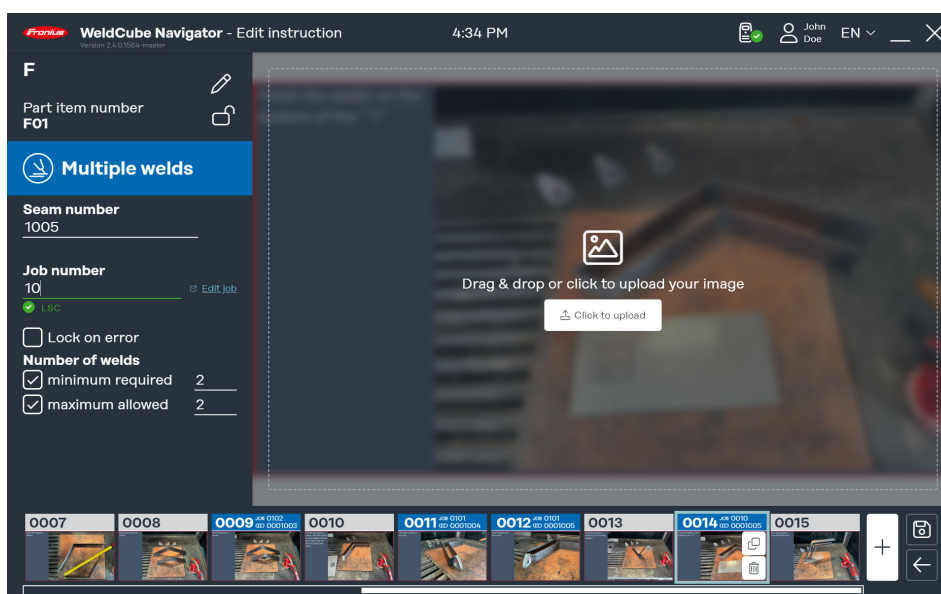 Fronius WeldCube Navigator - Edit instruction 4:34 PM John Doe EN
Version 2.4.0.1564-master
F
Part item number
F01
Multiple welds
Seam number
1005
Job number
10 Edit job
LSC
Lock on error
Number of welds
minimum required 2
maximum allowed 2
Drag & drop or click to upload your image
Click to upload
0007 0008 0009 JOB 0102 0001003 0010 0011 JOB 0101 0001004 0012 JOB 0101 0001005 0013 0014 JOB 0010 0001005 0015